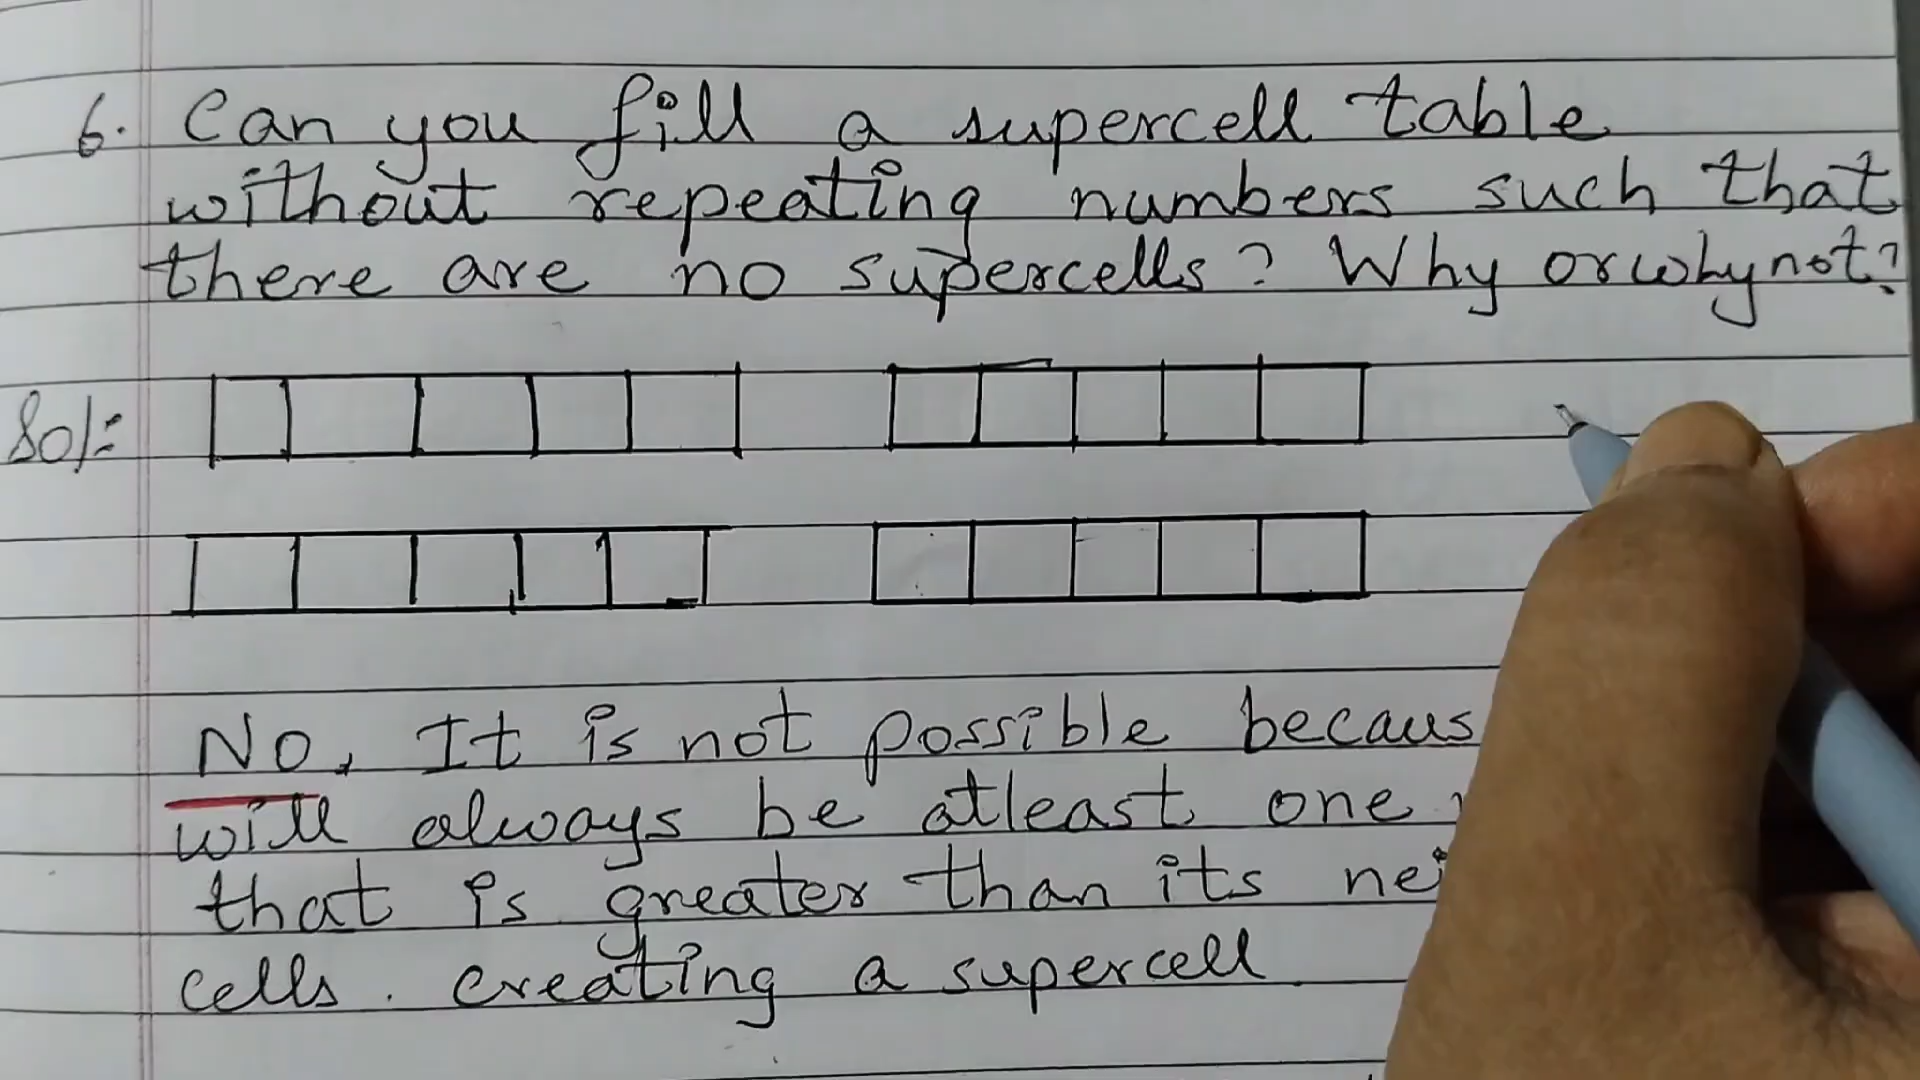 6. Can you fill a supercell table
without repeating numbers such that
there are no supercells? Why or why not?
Sol:
No, It is not possible becaus
will always be atleast one
that is greater than its nei
cells. creating a supercell